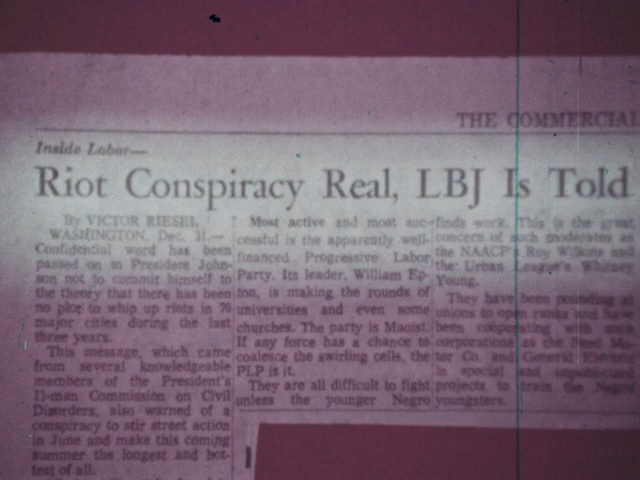 THE COMMERCIAL
Inside Labor—
Riot Conspiracy Real, LBJ Is Told
By VICTOR RIESEL
WASHINGTON, Dec. 31.—
Confidential word has been
passed on to President John-
son not to commit himself to
the theory that there has been
no plot to whip up riots in 70
major cities during the last
three years.
This message, which came
from several knowledgeable
members of the President's
11-man Commission on Civil
Disorders, also warned of a
conspiracy to stir street action
in June and make this coming
summer the longest and hot-
test of all.
Most active and most suc-
cessful is the apparently well-
financed Progressive Labor
Party. Its leader, William Ep-
ton, is making the rounds of
universities and even some
churches. The party is Maoist.
If any force has a chance to
coalesce the swirling cells, the
PLP is it.
They are all difficult to fight
unless the younger Negro
finds work. This is the great
concern of such moderates as
the NAACP's Roy Wilkins and
the Urban League's Whitney
Young.
They have been pounding at
unions to open ranks and have
been cooperating with such
corporations as the Ford Mo-
tor Co. and General Electric
in special and unpublicized
projects to train the Negro
youngsters.